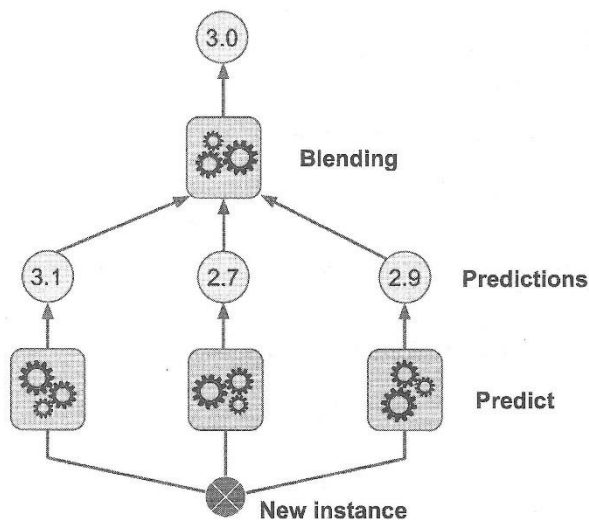 3.0
Blending
3.1
2.7
2.9
Predictions
Predict
New instance